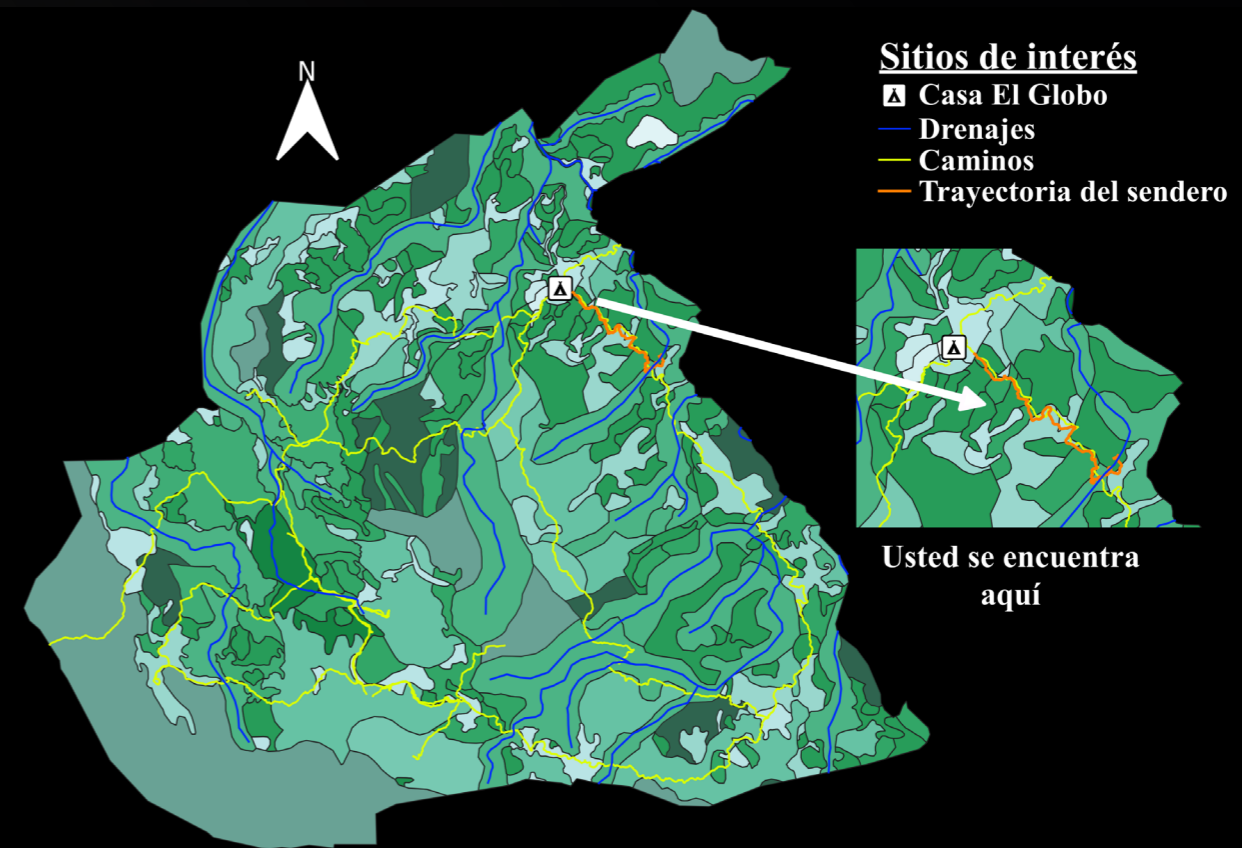 N
Sitios de interés
Casa El Globo
Drenajes
Caminos
Trayectoria del sendero
Usted se encuentra
aquí